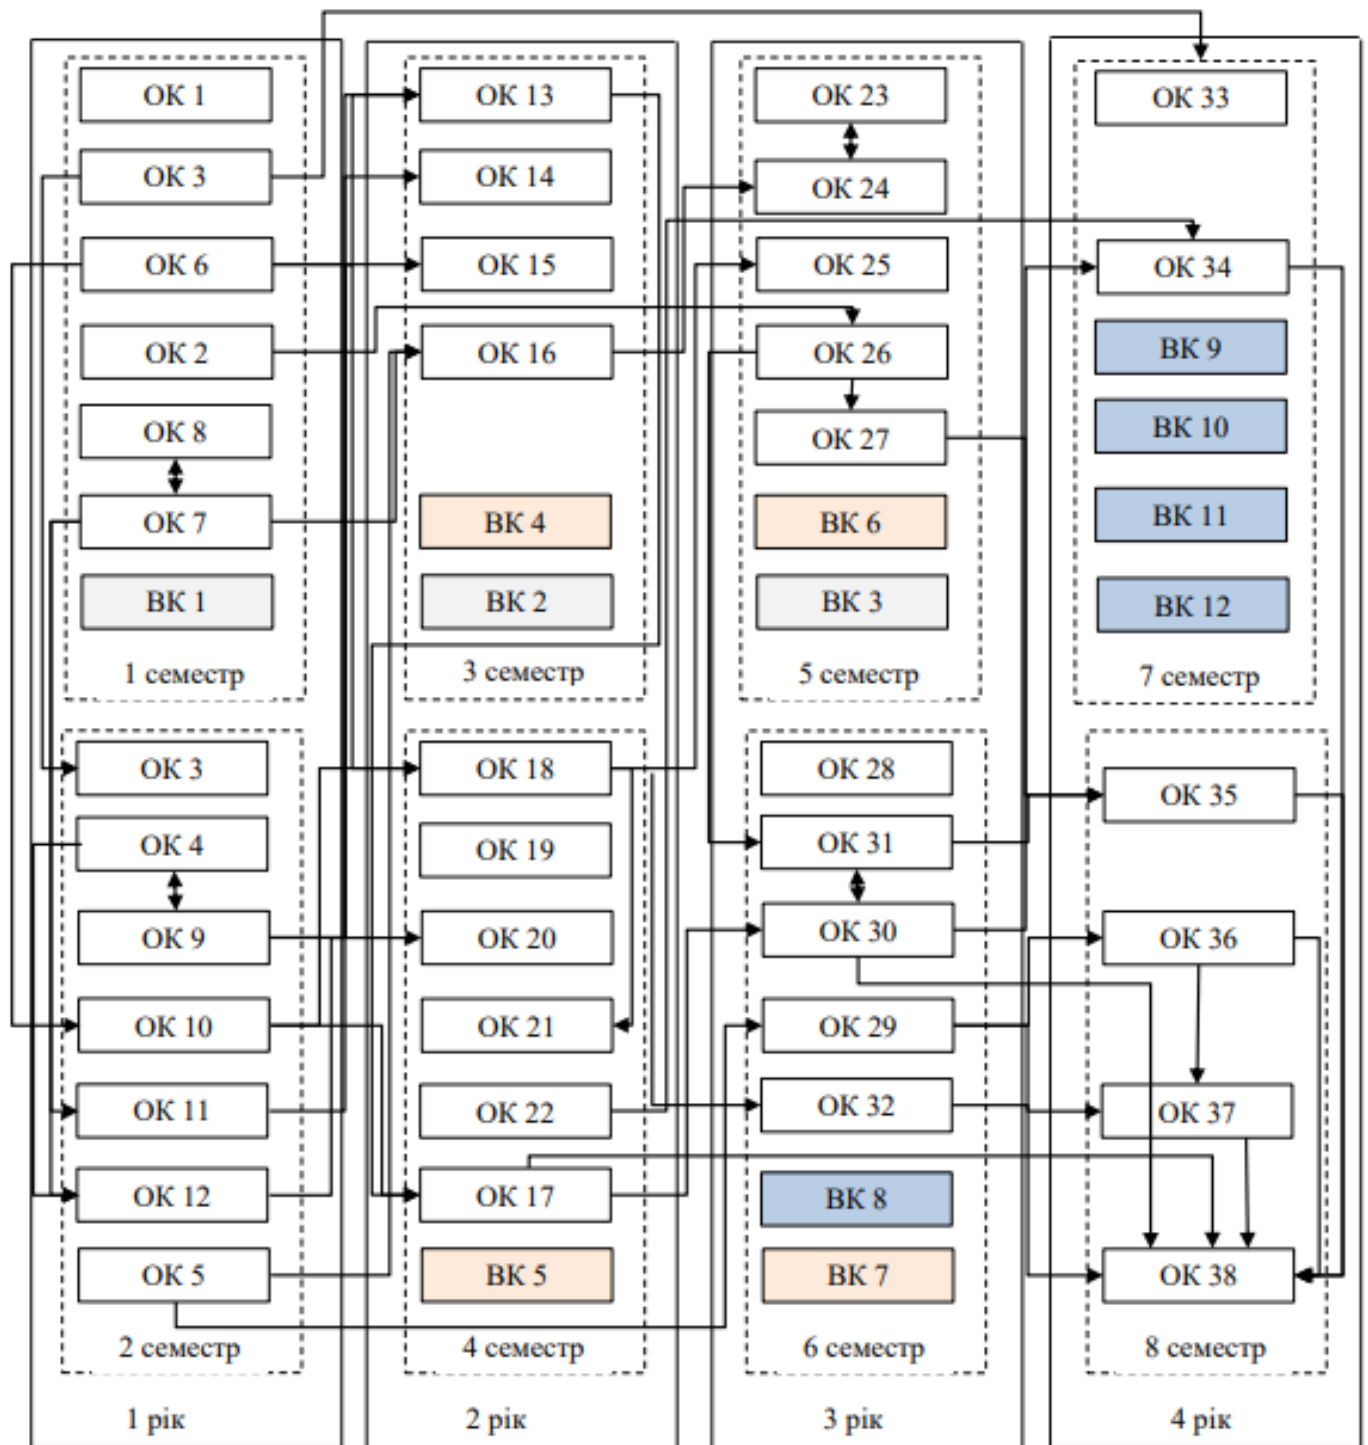 ОК 1
ОК 3
ОК 6
ОК 2
ОК 8
ОК 7
ВК 1
1 семестр
ОК 3
ОК 4
ОК 9
ОК 10
ОК 11
ОК 12
ОК 5
2 семестр
1 рік
ОК 13
ОК 14
ОК 15
ОК 16
ВК 4
ВК 2
3 семестр
ОК 18
ОК 19
ОК 20
ОК 21
ОК 22
ОК 17
ВК 5
4 семестр
2 рік
ОК 23
ОК 24
ОК 25
ОК 26
ОК 27
ВК 6
ВК 3
5 семестр
ОК 28
ОК 31
ОК 30
ОК 29
ОК 32
ВК 8
ВК 7
6 семестр
3 рік
ОК 33
ОК 34
ВК 9
ВК 10
ВК 11
ВК 12
7 семестр
ОК 35
ОК 36
ОК 37
ОК 38
8 семестр
4 рік